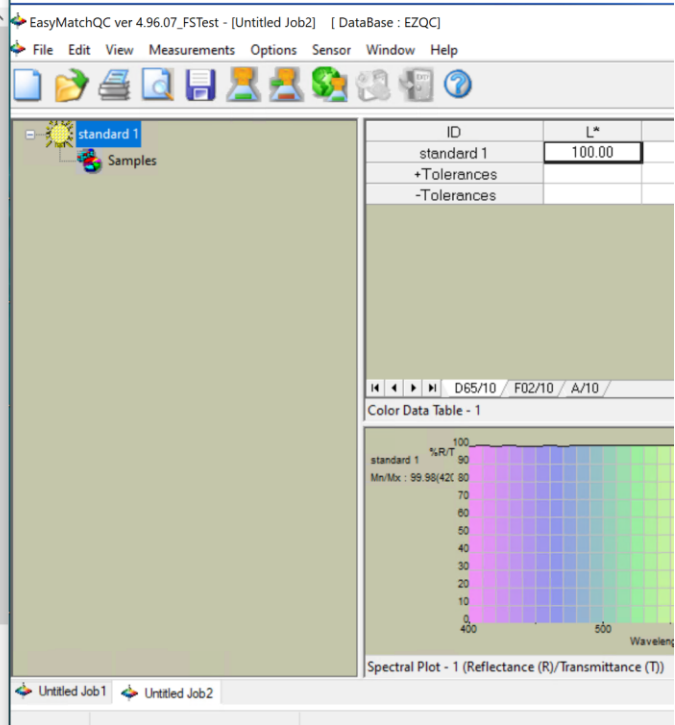 EasyMatchQC ver 4.96.07_FSTest - [Untitled Job2] [ DataBase : EZQC]
File Edit View Measurements Options Sensor Window Help
standard 1
Samples
ID L*
standard 1 100.00
+Tolerances
-Tolerances
D65/10 F02/10 A/10
Color Data Table - 1
%R/T
standard 1
Mn/Mx : 99.98(420
100
90
80
70
60
50
40
30
20
10
0
400 500
Waveleng
Spectral Plot - 1 (Reflectance (R)/Transmittance (T))
Untitled Job1 Untitled Job2